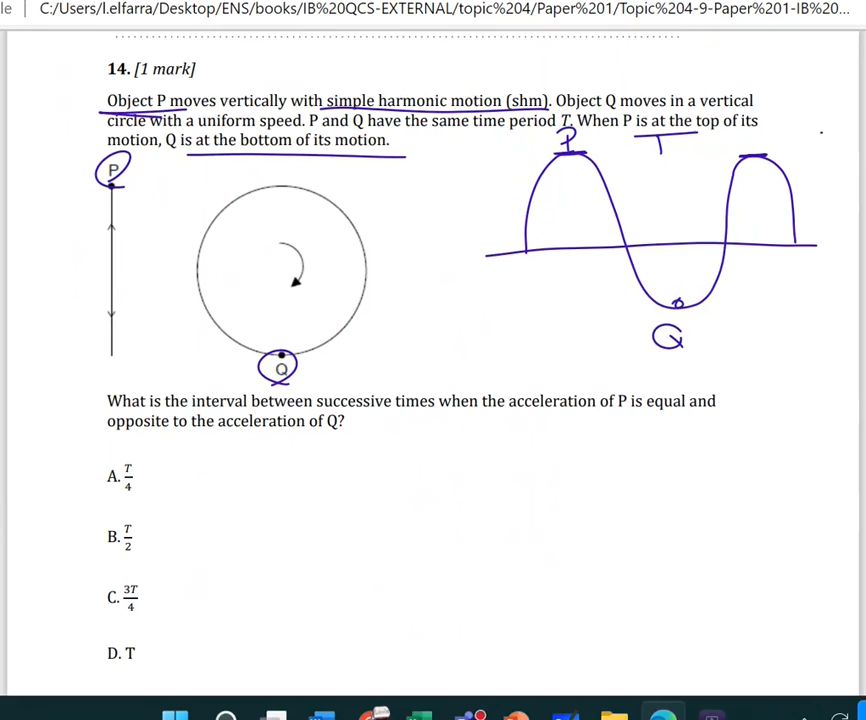 le | C:/Users/l.elfarra/Desktop/ENS/books/IB%20QCS-EXTERNAL/topic%204/Paper%201/Topic%204-9-Paper%201-IB%20...
14. [1 mark]
Object P moves vertically with simple harmonic motion (shm). Object Q moves in a vertical
circle with a uniform speed. P and Q have the same time period T. When P is at the top of its
motion, Q is at the bottom of its motion.
P
T
P
Q
Q
What is the interval between successive times when the acceleration of P is equal and
opposite to the acceleration of Q?
A. T/4
B. T/2
C. 3T/4
D. T